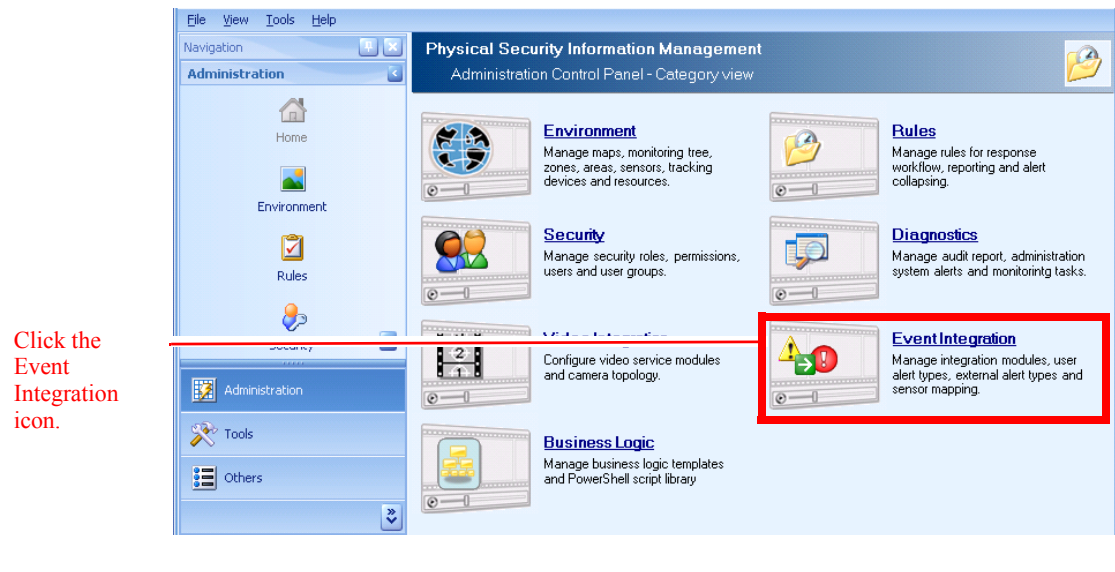 File View Tools Help
Navigation
Administration
Home
Environment
Rules
Security
Administration
Tools
Others
Click the
Event
Integration
icon.
Physical Security Information Management
Administration Control Panel - Category view
Environment
Manage maps, monitoring tree,
zones, areas, sensors, tracking
devices and resources.
Rules
Manage rules for response
workflow, reporting and alert
collapsing.
Security
Manage security roles, permissions,
users and user groups.
Diagnostics
Manage audit report, administration
system alerts and monitorintg tasks.
Video Integration
Configure video service modules
and camera topology.
Event Integration
Manage integration modules, user
alert types, external alert types and
sensor mapping.
Business Logic
Manage business logic templates
and PowerShell script library